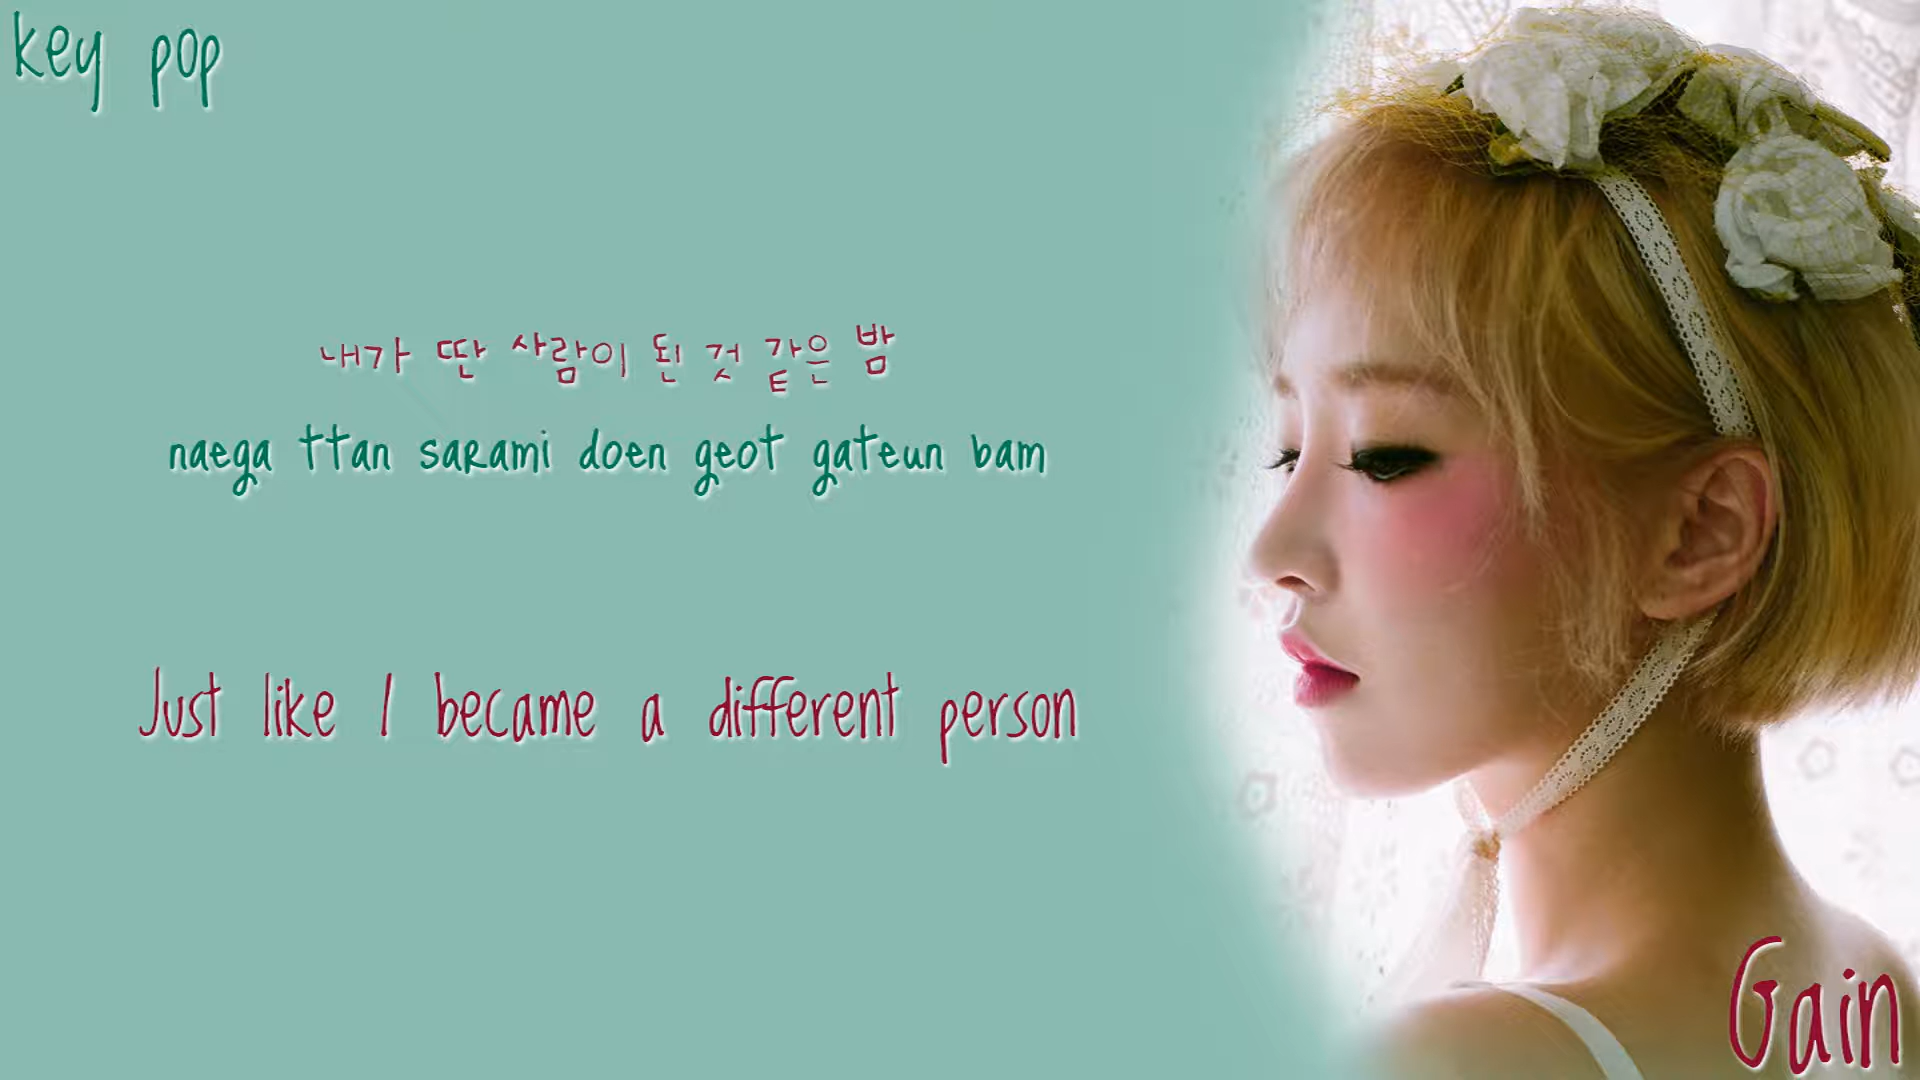 key pop
내가 딴 사람이 된 것 같은 밤
naega ttan sarami doen geot gateun bam
Just like I became a different person
Gain